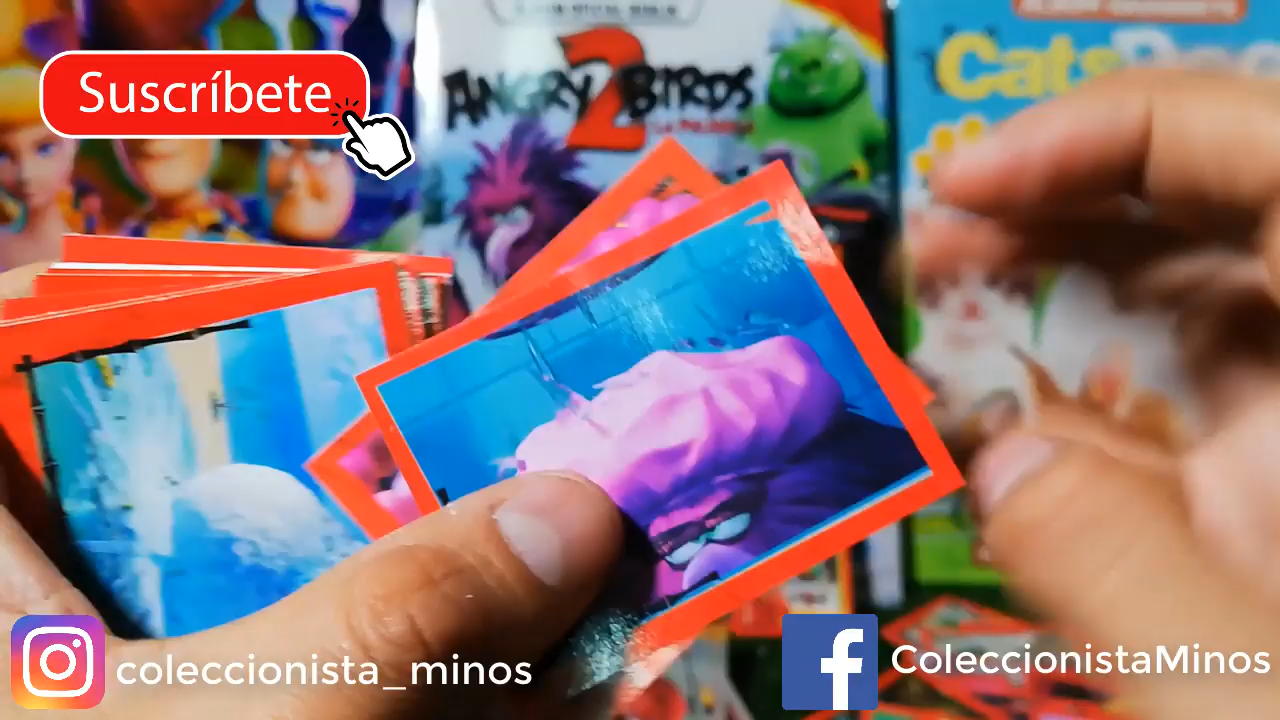 Suscríbete
ANGRY 2 BIRDS
Cats
coleccionista_minos
ColeccionistaMinos